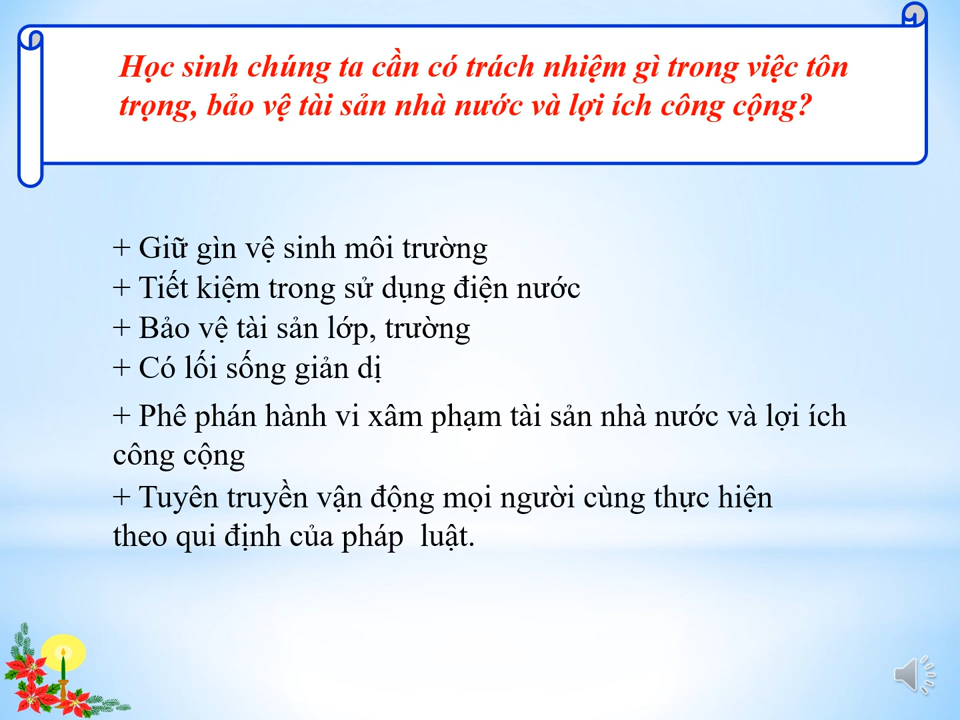 Học sinh chúng ta cần có trách nhiệm gì trong việc tôn
trọng, bảo vệ tài sản nhà nước và lợi ích công cộng?
+ Giữ gìn vệ sinh môi trường
+ Tiết kiệm trong sử dụng điện nước
+ Bảo vệ tài sản lớp, trường
+ Có lối sống giản dị
+ Phê phán hành vi xâm phạm tài sản nhà nước và lợi ích
công cộng
+ Tuyên truyền vận động mọi người cùng thực hiện
theo qui định của pháp  luật.